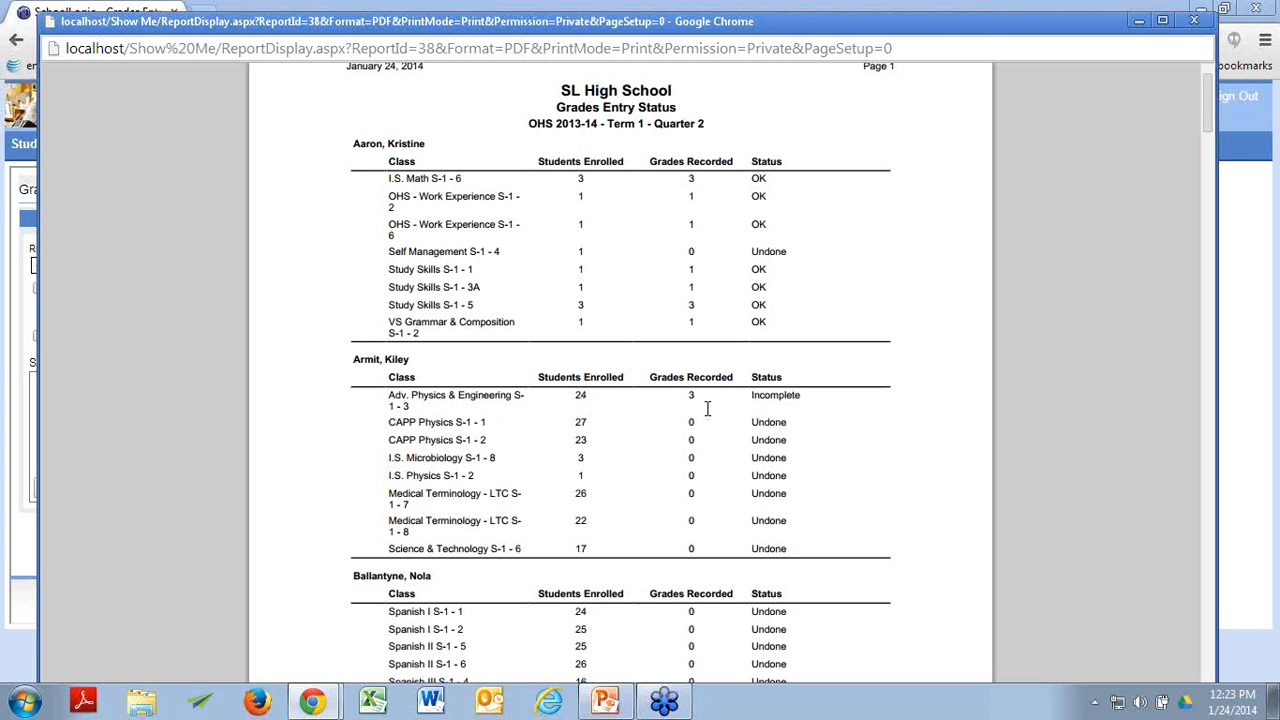 localhost/Show Me/ReportDisplay.aspx?ReportId=38&Format=PDF&PrintMode=Print&Permission=Private&PageSetup=0 - Google Chrome
localhost/Show%20Me/ReportDisplay.aspx?ReportId=38&Format=PDF&PrintMode=Print&Permission=Private&PageSetup=0
ookmarks
ign Out
Stud
Gra
January 24, 2014 Page 1
SL High School
Grades Entry Status
OHS 2013-14 - Term 1 - Quarter 2
Aaron, Kristine
Class Students Enrolled Grades Recorded Status
I.S. Math S-1 - 6 3 3 OK
OHS - Work Experience S-1 - 1 1 OK
2
OHS - Work Experience S-1 - 1 1 OK
6
Self Management S-1 - 4 1 0 Undone
Study Skills S-1 - 1 1 1 OK
Study Skills S-1 - 3A 1 1 OK
Study Skills S-1 - 5 3 3 OK
VS Grammar & Composition 1 1 OK
S-1 - 2
Armit, Kiley
Class Students Enrolled Grades Recorded Status
Adv. Physics & Engineering S- 24 3 Incomplete
1 - 3
CAPP Physics S-1 - 1 27 0 Undone
CAPP Physics S-1 - 2 23 0 Undone
I.S. Microbiology S-1 - 8 3 0 Undone
I.S. Physics S-1 - 2 1 0 Undone
Medical Terminology - LTC S- 26 0 Undone
1 - 7
Medical Terminology - LTC S- 22 0 Undone
1 - 8
Science & Technology S-1 - 6 17 0 Undone
Ballantyne, Nola
Class Students Enrolled Grades Recorded Status
Spanish I S-1 - 1 24 0 Undone
Spanish I S-1 - 2 25 0 Undone
Spanish II S-1 - 5 25 0 Undone
Spanish II S-1 - 6 26 0 Undone
Spanish III S-1 - 4 16 0 Undone
12:23 PM
1/24/2014